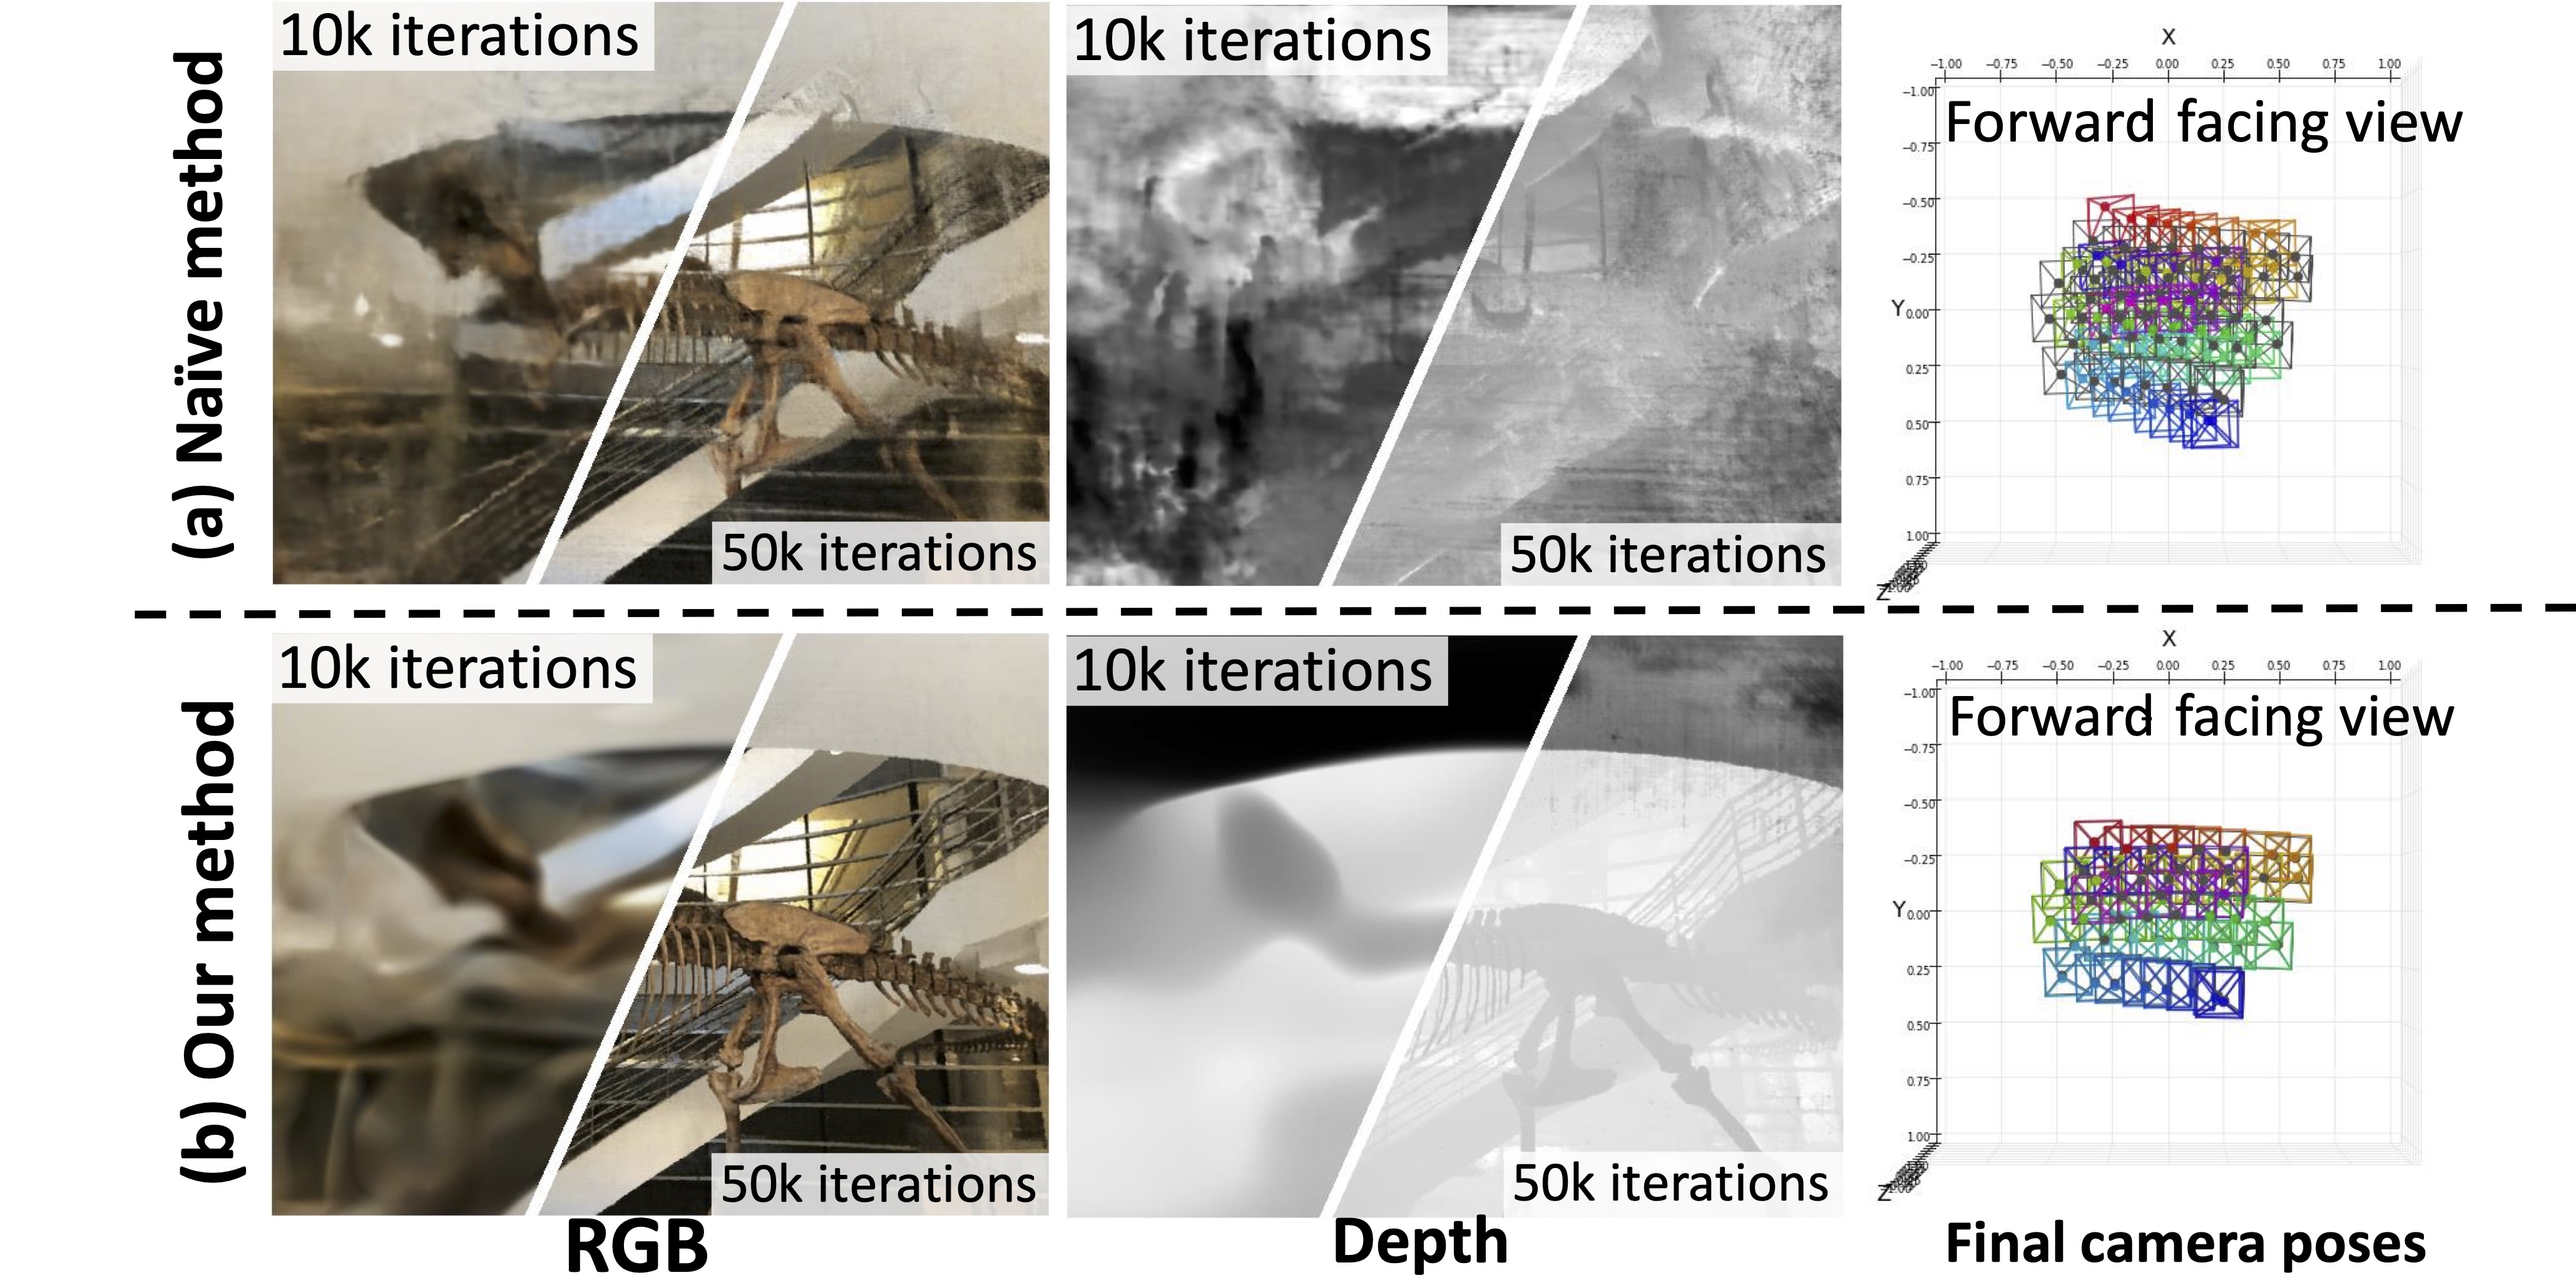 (a) Naïve method
10k iterations
50k iterations
10k iterations
50k iterations
X
-1.00 -0.75 -0.50 -0.25 0.00 0.25 0.50 0.75 1.00
Forward facing view
-1.00
-0.75
-0.50
-0.25
Y 0.00
0.25
0.50
0.75
1.00
Z
(b) Our method
10k iterations
50k iterations
10k iterations
50k iterations
X
-1.00 -0.75 -0.50 -0.25 0.00 0.25 0.50 0.75 1.00
Forward facing view
-1.00
-0.75
-0.50
-0.25
Y 0.00
0.25
0.50
0.75
1.00
Z
RGB
Depth
Final camera poses